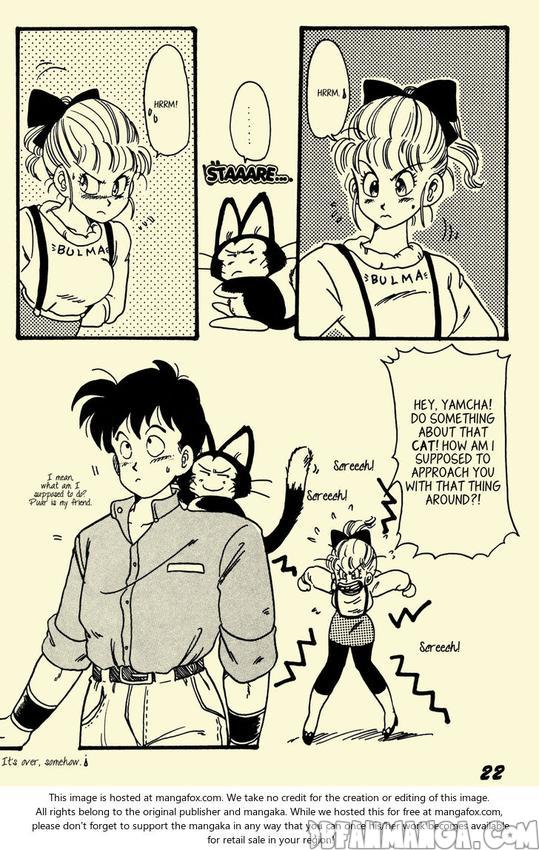 HRRM!
BULMA
........
STAAARE...
HRRM.
BULMA
HEY, YAMCHA!
DO SOMETHING
ABOUT THAT
CAT! HOW AM I
SUPPOSED TO
APPROACH YOU
WITH THAT THING
AROUND?!
I mean,
what am I
supposed to do?
Puar is my friend.
Screech!
Screech!
Screech!
It's over, somehow.
22
This image is hosted at mangafox.com. We take no credit for the creation or editing of this image.
All rights belong to the original publisher and mangaka. While we hosted this for free at mangafox.com,
please don't forget to support the mangaka in any way that you can once his/her work becomes available
for retail sale in your region!